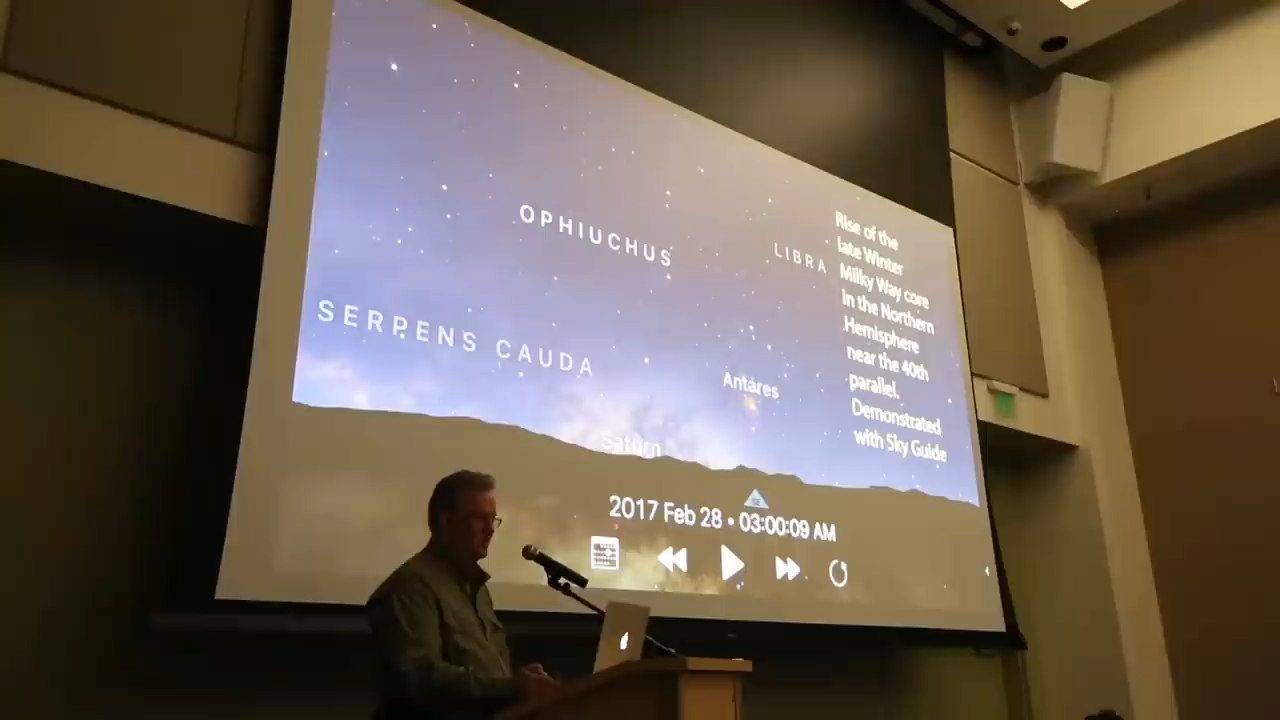 OPHIUCHUS
LIBRA
SERPENS CAUDA
Antares
Saturn
Rise of the
late Winter
Milky Way core
In the Northern
Hemisphere
near the 40th
parallel.
Demonstrated
with Sky Guide
2017 Feb 28 • 03:00:09 AM